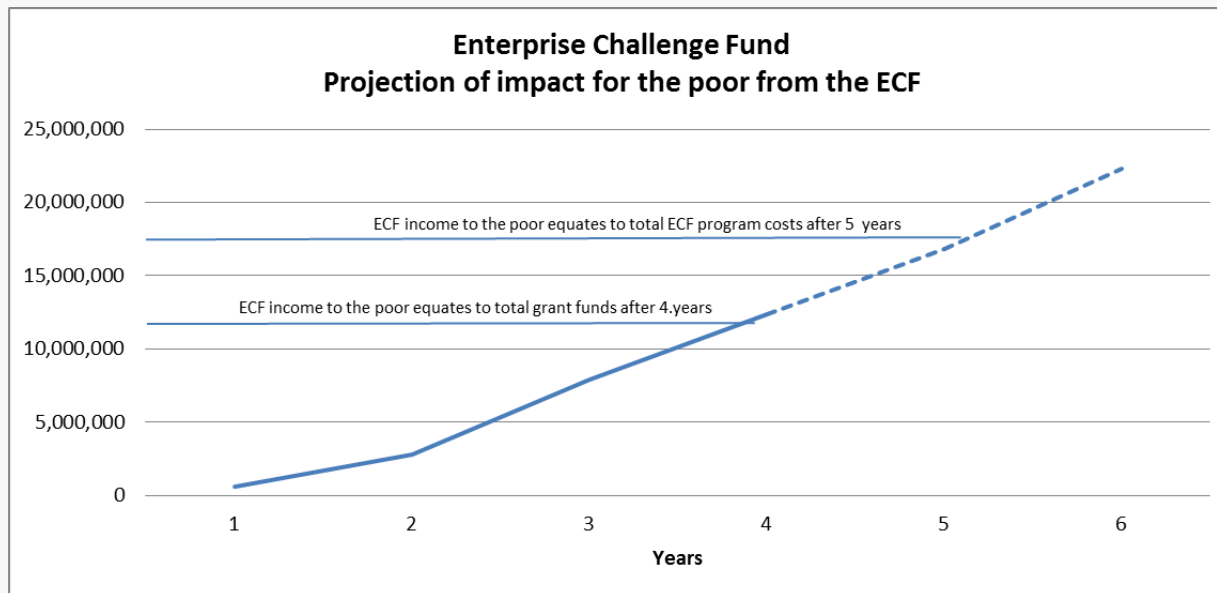 Enterprise Challenge Fund
Projection of impact for the poor from the ECF
25,000,000
20,000,000
ECF income to the poor equates to total ECF program costs after 5 years
15,000,000
ECF income to the poor equates to total grant funds after 4.years
10,000,000
5,000,000
0
1 2 3 4 5 6
Years